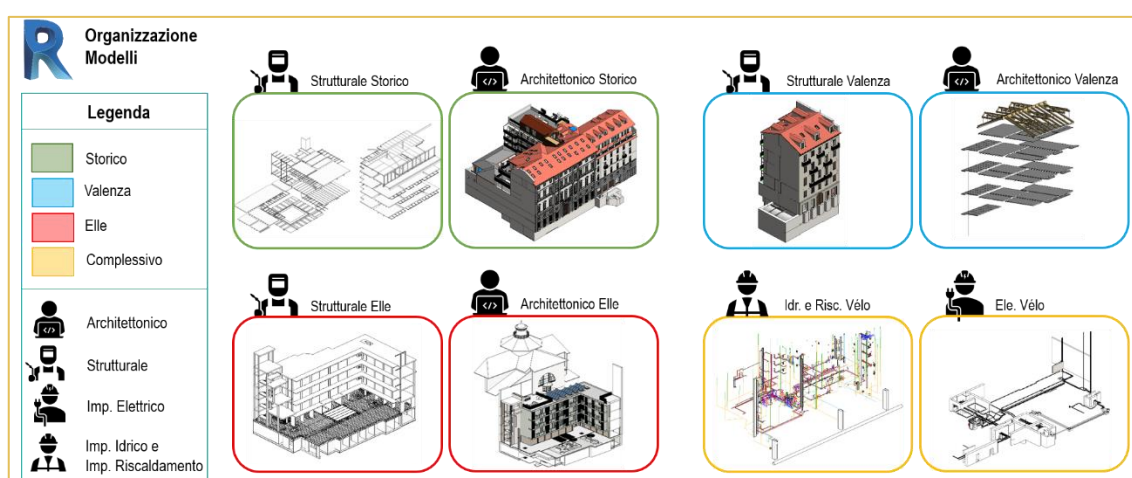 Organizzazione
Modelli
Legenda
Storico
Valenza
Elle
Complessivo
Architettonico
Strutturale
Imp. Elettrico
Imp. Idrico e
Imp. Riscaldamento
Strutturale Storico
Architettonico Storico
Strutturale Valenza
Architettonico Valenza
Strutturale Elle
Architettonico Elle
Idr. e Risc. Vélo
Ele. Vélo